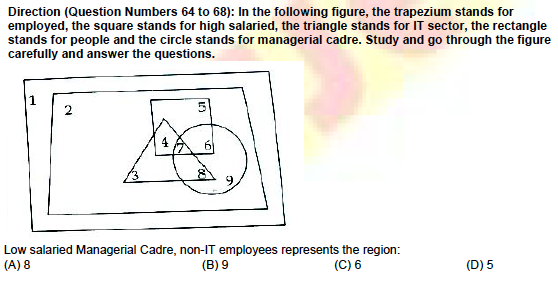 Direction (Question Numbers 64 to 68): In the following figure, the trapezium stands for
employed, the square stands for high salaried, the triangle stands for IT sector, the rectangle
stands for people and the circle stands for managerial cadre. Study and go through the figure
carefully and answer the questions.
1
2
5
4 7 6
3 8 9
Low salaried Managerial Cadre, non-IT employees represents the region:
(A) 8 (B) 9 (C) 6 (D) 5